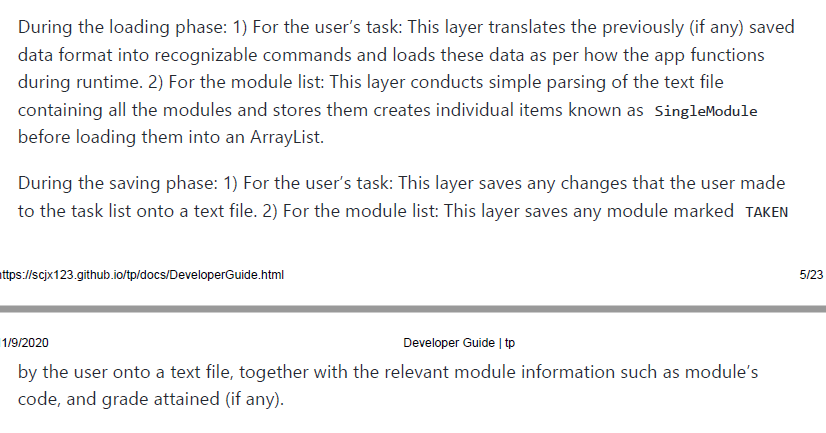 During the loading phase: 1) For the user’s task: This layer translates the previously (if any) saved
data format into recognizable commands and loads these data as per how the app functions
during runtime. 2) For the module list: This layer conducts simple parsing of the text file
containing all the modules and stores them creates individual items known as SingleModule
before loading them into an ArrayList.
During the saving phase: 1) For the user’s task: This layer saves any changes that the user made
to the task list onto a text file. 2) For the module list: This layer saves any module marked TAKEN
ttps://scjx123.github.io/tp/docs/DeveloperGuide.html 5/23
1/9/2020 Developer Guide | tp
by the user onto a text file, together with the relevant module information such as module’s
code, and grade attained (if any).